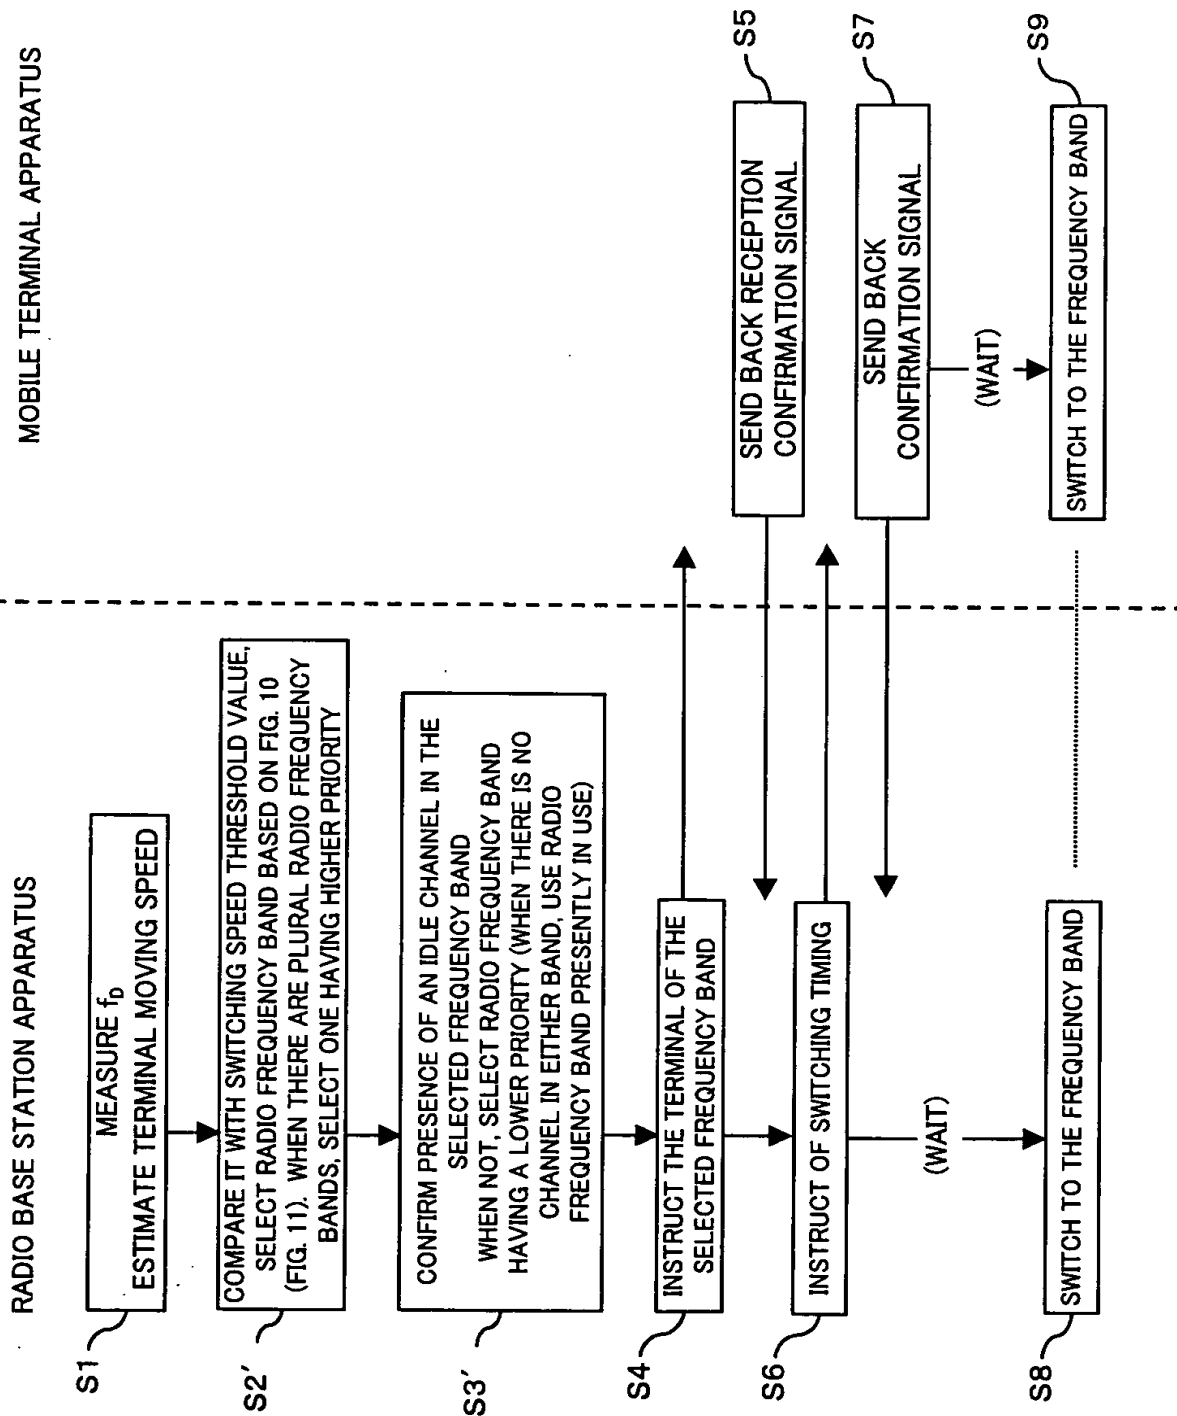 RADIO BASE STATION APPARATUS
MOBILE TERMINAL APPARATUS
S1
MEASURE fD
ESTIMATE TERMINAL MOVING SPEED
S2'
COMPARE IT WITH SWITCHING SPEED THRESHOLD VALUE,
SELECT RADIO FREQUENCY BAND BASED ON FIG. 10
(FIG. 11). WHEN THERE ARE PLURAL RADIO FREQUENCY
BANDS, SELECT ONE HAVING HIGHER PRIORITY
S3'
CONFIRM PRESENCE OF AN IDLE CHANNEL IN THE
SELECTED FREQUENCY BAND
WHEN NOT, SELECT RADIO FREQUENCY BAND
HAVING A LOWER PRIORITY (WHEN THERE IS NO
CHANNEL IN EITHER BAND, USE RADIO
FREQUENCY BAND PRESENTLY IN USE)
S4
INSTRUCT THE TERMINAL OF THE
SELECTED FREQUENCY BAND
SEND BACK RECEPTION
CONFIRMATION SIGNAL
S5
S6
INSTRUCT OF SWITCHING TIMING
SEND BACK
CONFIRMATION SIGNAL
S7
(WAIT)
(WAIT)
S8
SWITCH TO THE FREQUENCY BAND
SWITCH TO THE FREQUENCY BAND
S9